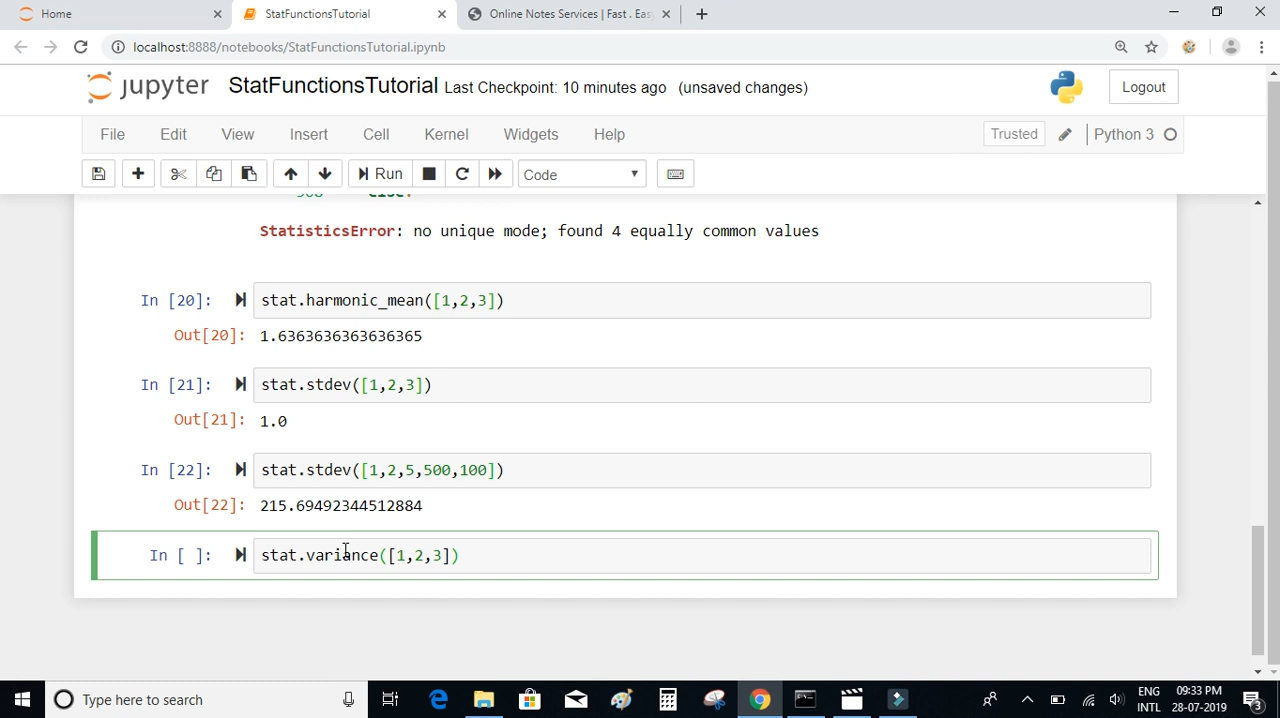 Home
StatFunctionsTutorial
Online Notes Services | Fast . Eas
localhost:8888/notebooks/StatFunctionsTutorial.ipynb
jupyter StatFunctionsTutorial Last Checkpoint: 10 minutes ago (unsaved changes)
Logout
File Edit View Insert Cell Kernel Widgets Help
Trusted
Python 3
Run
Code
StatisticsError: no unique mode; found 4 equally common values
In [20]: stat.harmonic_mean([1,2,3])
Out[20]: 1.6363636363636365
In [21]: stat.stdev([1,2,3])
Out[21]: 1.0
In [22]: stat.stdev([1,2,5,500,100])
Out[22]: 215.69492344512884
In [ ]: stat.variance([1,2,3])
Type here to search
ENG
INTL
09:33 PM
28-07-2019
3